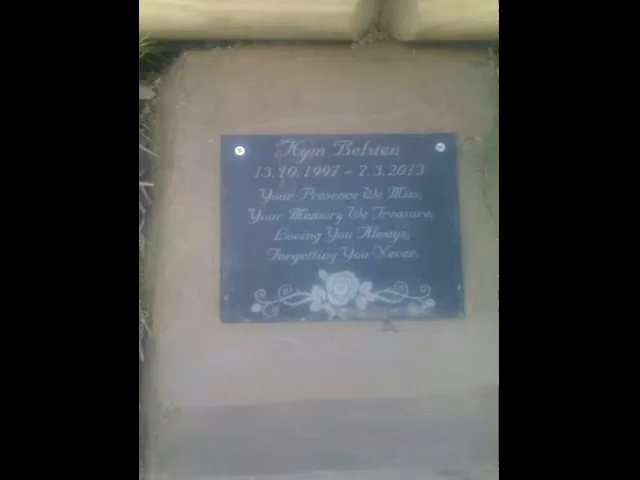 Kym Belsten
13.10.1997 - 7.3.2013
Your Presence We Miss,
Your Memory We Treasure,
Loving You Always,
Forgetting You Never.